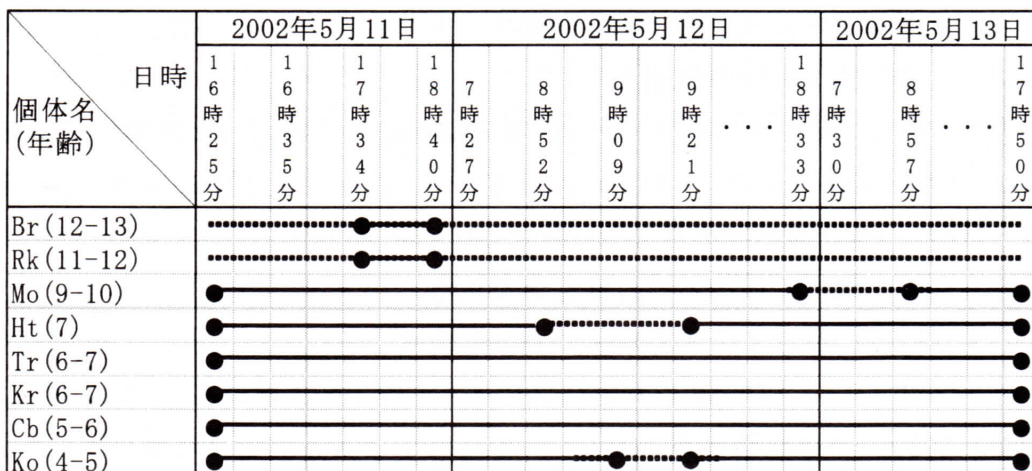 2002年5月11日 2002年5月12日 2002年5月13日
日時
個体名
(年齢)
16時25分 16時35分 17時34分 18時40分 7時27分 8時52分 9時09分 9時21分 ・・・ 18時33分 7時30分 8時57分 ・・・ 17時50分
Br(12-13)
Rk(11-12)
Mo(9-10)
Ht(7)
Tr(6-7)
Kr(6-7)
Cb(5-6)
Ko(4-5)